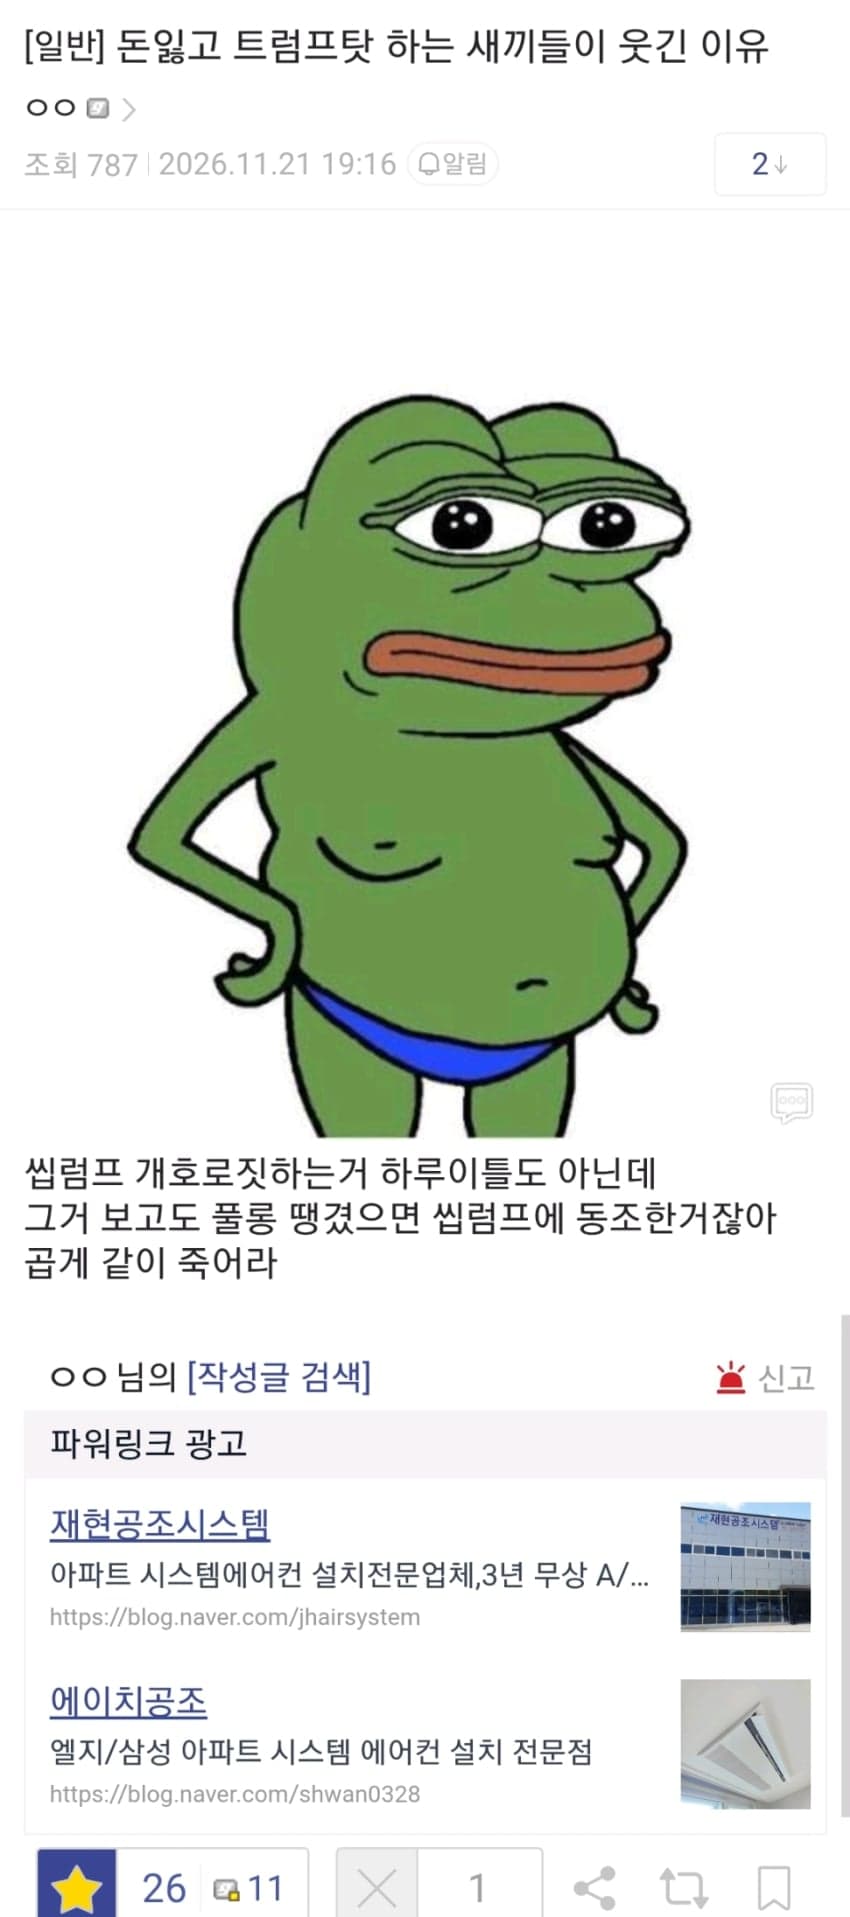 [일반] 돈잃고 트럼프탓 하는 새끼들이 웃긴 이유
ㅇㅇ
조회 787 2026.11.21 19:16 알림
2↓
씹럼프 개호로짓하는거 하루이틀도 아닌데
그거 보고도 풀롱 땡겼으면 씹럼프에 동조한거잖아
곱게 같이 죽어라
ㅇㅇ 님의 [작성글 검색]
신고
파워링크 광고
재현공조시스템
아파트 시스템에어컨 설치전문업체,3년 무상 A/...
https://blog.naver.com/jhairsystem
재현공조시스템
에이치공조
엘지/삼성 아파트 시스템 에어컨 설치 전문점
https://blog.naver.com/shwan0328
26 11 1